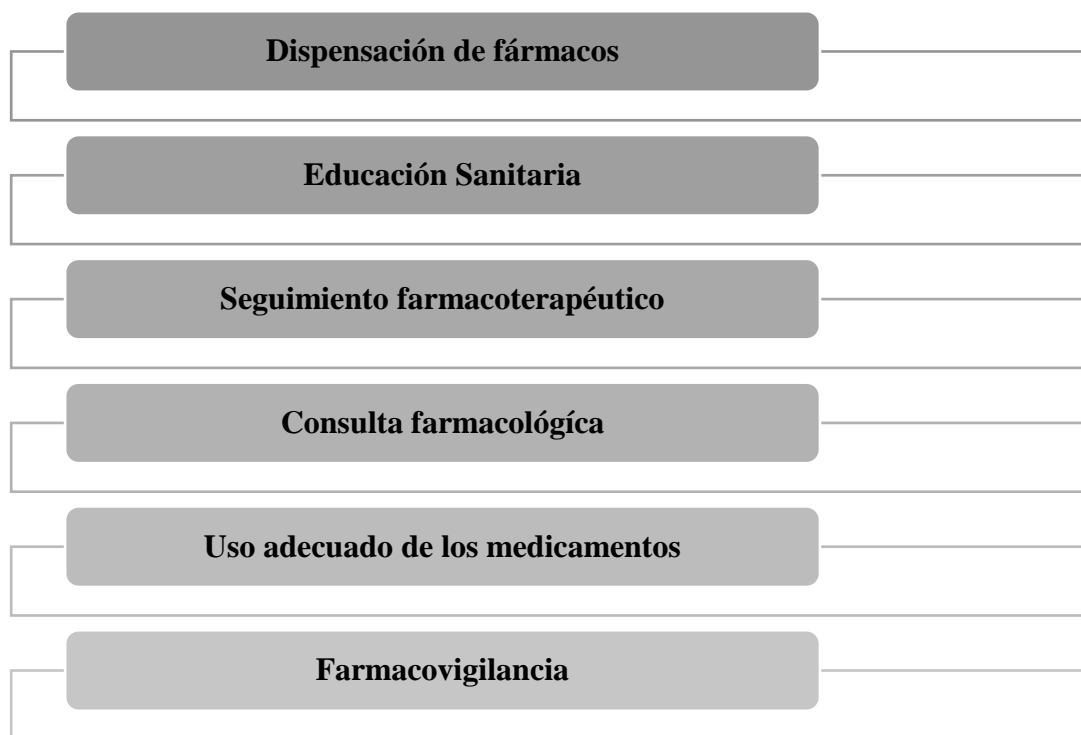 Dispensación de fármacos
Educación Sanitaria
Seguimiento farmacoterapéutico
Consulta farmacológíca
Uso adecuado de los medicamentos
Farmacovigilancia